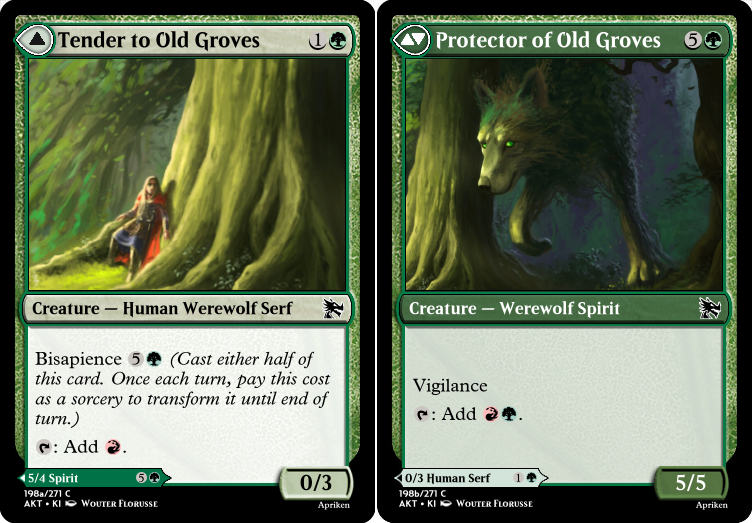 Tender to Old Groves 1
Creature — Human Werewolf Serf
Bisapience 5 (Cast either half of
this card. Once each turn, pay this cost
as a sorcery to transform it until end of
turn.)
: Add .
5/4 Spirit 5
0/3
198a/271 C
AKT • KI Wouter Florusse
Apriken
Protector of Old Groves 5
Creature — Werewolf Spirit
Vigilance
: Add .
0/3 Human Serf 1
5/5
198b/271 C
AKT • KI Wouter Florusse
Apriken